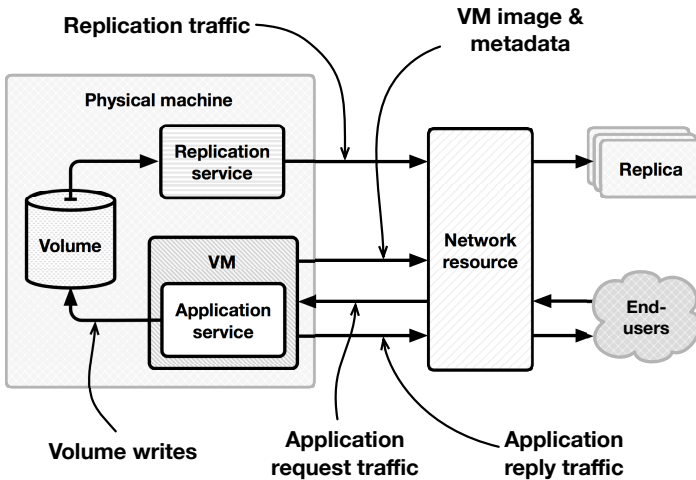 Replication traffic
VM image &
metadata
Physical machine
Replication
service
Replica
Volume
VM
Network
resource
Application
service
End-
users
Volume writes
Application
request traffic
Application
reply traffic